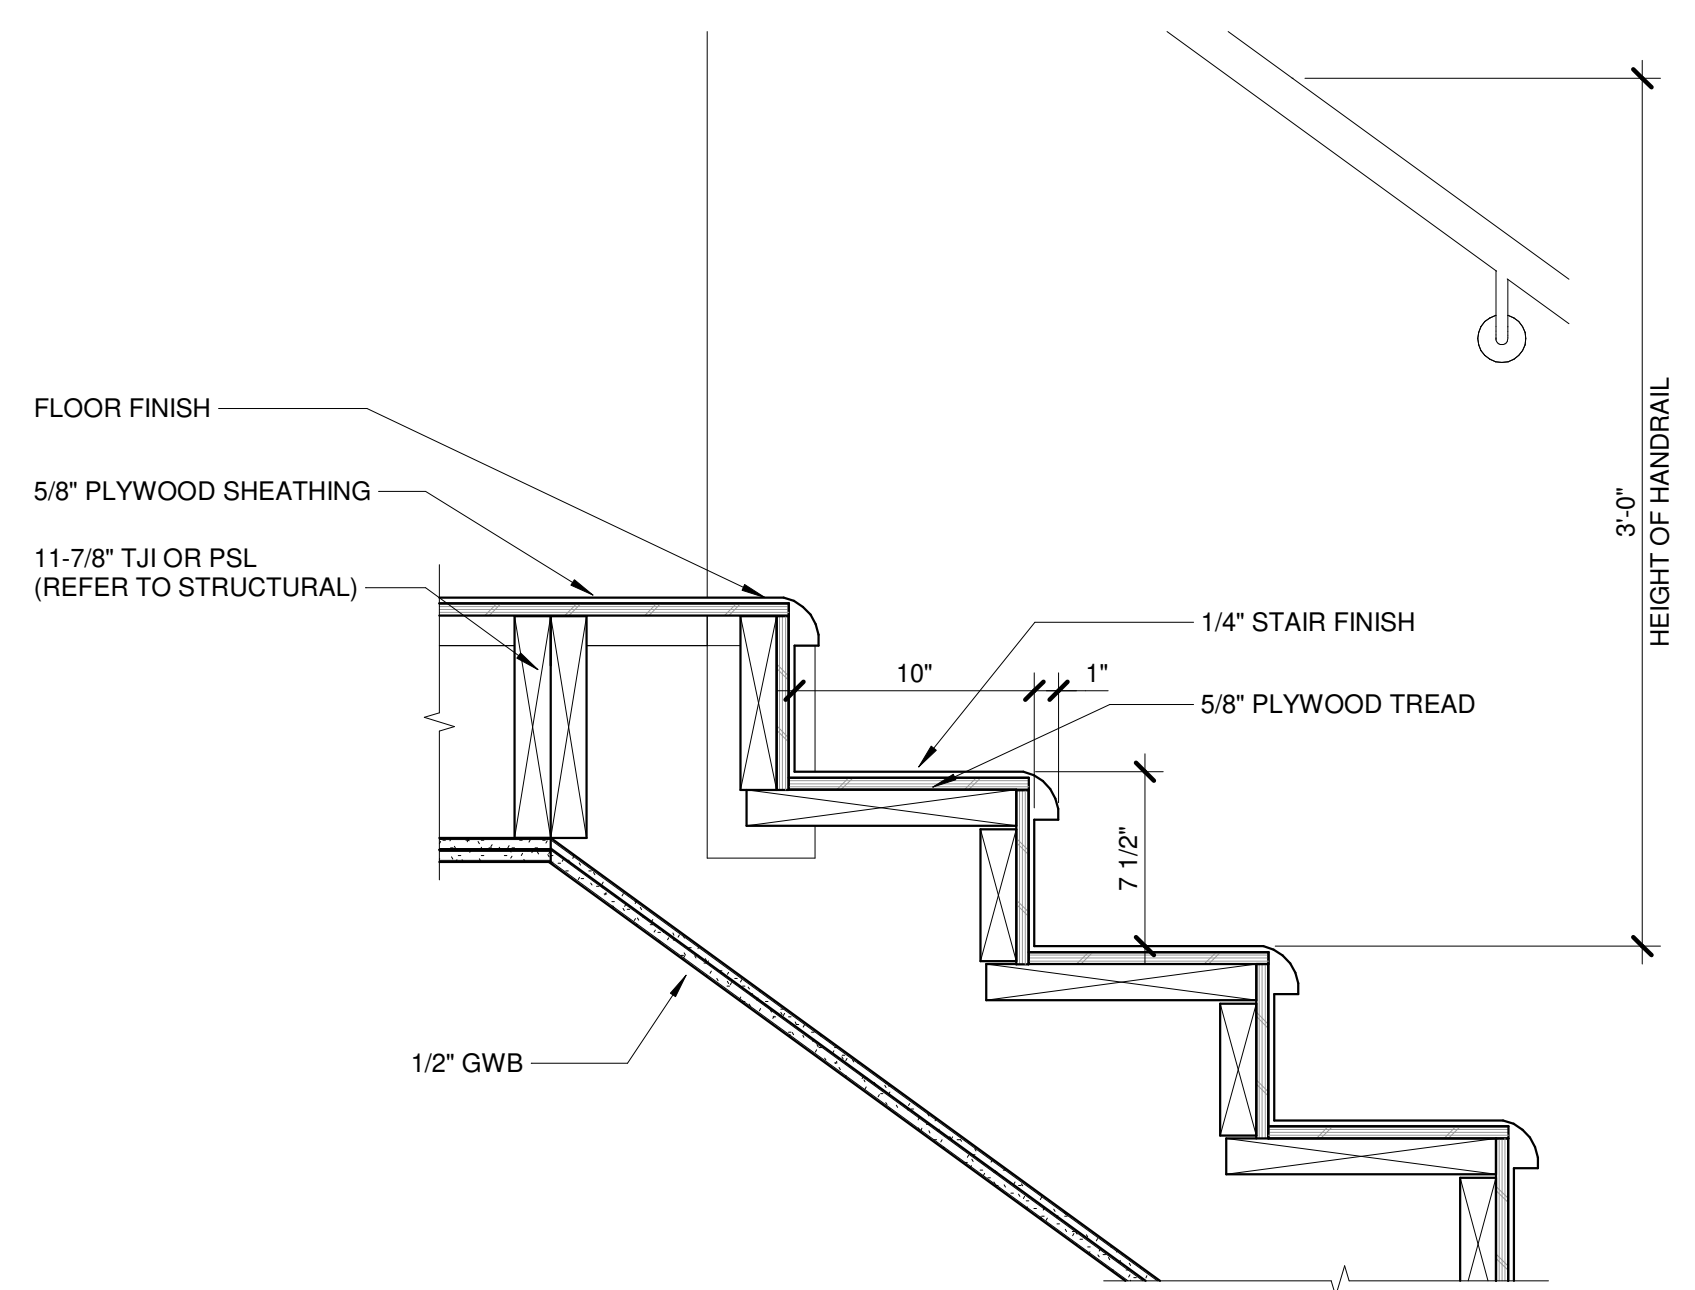 FLOOR FINISH
5/8" PLYWOOD SHEATHING
11-7/8" TJI OR PSL
(REFER TO STRUCTURAL)
1/4" STAIR FINISH
10"
1"
5/8" PLYWOOD TREAD
7 1/2"
3'-0"
HEIGHT OF HANDRAIL
1/2" GWB